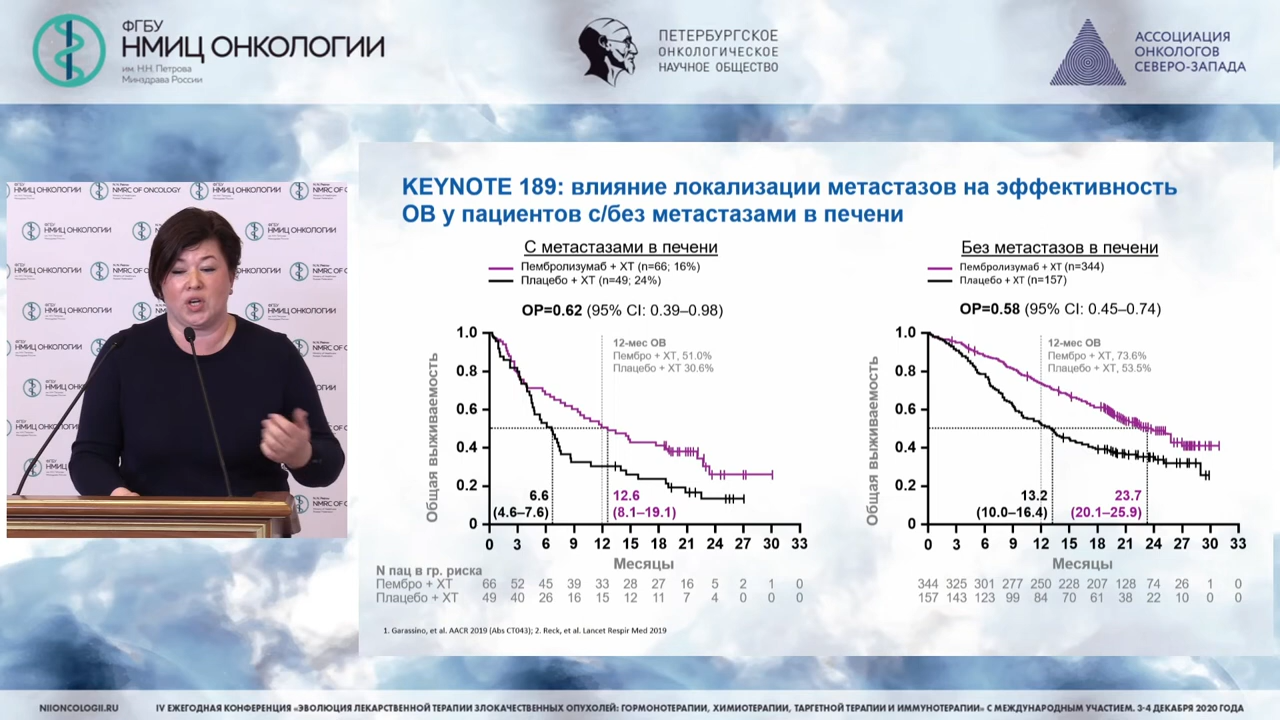 ФГБУ
НМИЦ ОНКОЛОГИИ
им. Н.Н. Петрова
Минздрава России
ПЕТЕРБУРГСКОЕ
ОНКОЛОГИЧЕСКОЕ
НАУЧНОЕ ОБЩЕСТВО
АССОЦИАЦИЯ
ОНКОЛОГОВ
СЕВЕРО-ЗАПАДА
НМИЦ ОНКОЛОГИИ
NMRC OF ONCOLOGY
KEYNOTE 189: влияние локализации метастазов на эффективность
ОВ у пациентов с/без метастазами в печени
С метастазами в печени
Пембролизумаб + ХТ (n=66; 16%)
Плацебо + ХТ (n=49; 24%)
ОР=0.62 (95% CI: 0.39–0.98)
12-мес ОВ
Пембро + ХТ, 51.0%
Плацебо + ХТ 30.6%
Общая выживаемость
1.0
0.8
0.6
0.4
0.2
0
6.6
(4.6–7.6)
12.6
(8.1–19.1)
0 3 6 9 12 15 18 21 24 27 30 33
Месяцы
Без метастазов в печени
Пембролизумаб + ХТ (n=344)
Плацебо + ХТ (n=157)
ОР=0.58 (95% CI: 0.45–0.74)
12-мес ОВ
Пембро + ХТ, 73.6%
Плацебо + ХТ, 53.5%
Общая выживаемость
1.0
0.8
0.6
0.4
0.2
0
13.2
(10.0–16.4)
23.7
(20.1–25.9)
0 3 6 9 12 15 18 21 24 27 30 33
Месяцы
N пац в гр. риска
Пембро + ХТ 66 52 45 39 33 28 27 16 5 2 1 0
Плацебо + ХТ 49 40 26 16 15 12 11 7 4 0 0 0
344 325 301 277 250 228 207 128 74 26 1 0
157 143 123 99 84 70 61 38 22 10 0 0
1. Garassino, et al. AACR 2019 (Abs CT043); 2. Reck, et al. Lancet Respir Med 2019
NIIONCOLOGII.RU
IV ЕЖЕГОДНАЯ КОНФЕРЕНЦИЯ «ЭВОЛЮЦИЯ ЛЕКАРСТВЕННОЙ ТЕРАПИИ ЗЛОКАЧЕСТВЕННЫХ ОПУХОЛЕЙ: ГОРМОНОТЕРАПИИ, ХИМИОТЕРАПИИ, ТАРГЕТНОЙ ТЕРАПИИ И ИММУНОТЕРАПИИ» С МЕЖДУНАРОДНЫМ УЧАСТИЕМ. 3-4 ДЕКАБРЯ 2020 ГОДА